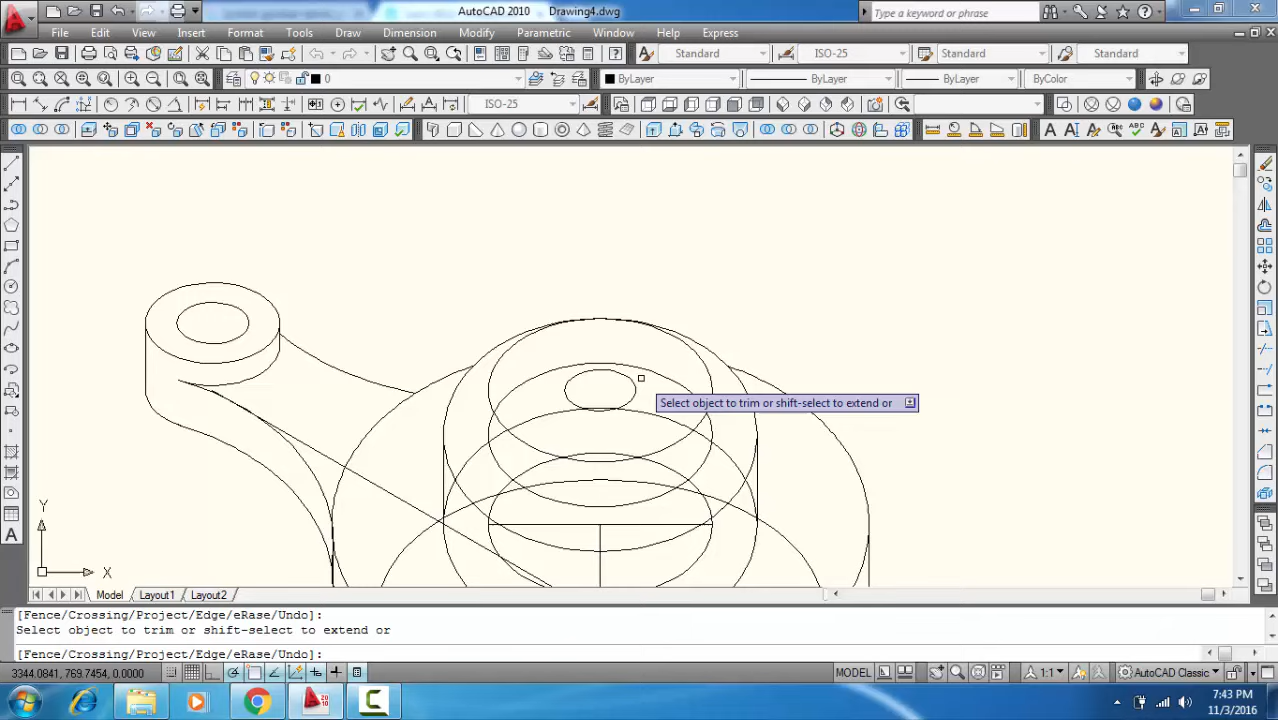 AutoCAD 2010 Drawing4.dwg
Type a keyword or phrase
File Edit View Insert Format Tools Draw Dimension Modify Parametric Window Help Express
Standard ISO-25 Standard Standard
0 ByLayer ByLayer ByLayer ByColor
ISO-25
Select object to trim or shift-select to extend or
Y
X
Model Layout1 Layout2
[Fence/Crossing/Project/Edge/eRase/Undo]:
Select object to trim or shift-select to extend or
[Fence/Crossing/Project/Edge/eRase/Undo]:
3344.0841, 769.7454, 0.0000 MODEL 1:1 AutoCAD Classic
7:43 PM
11/3/2016